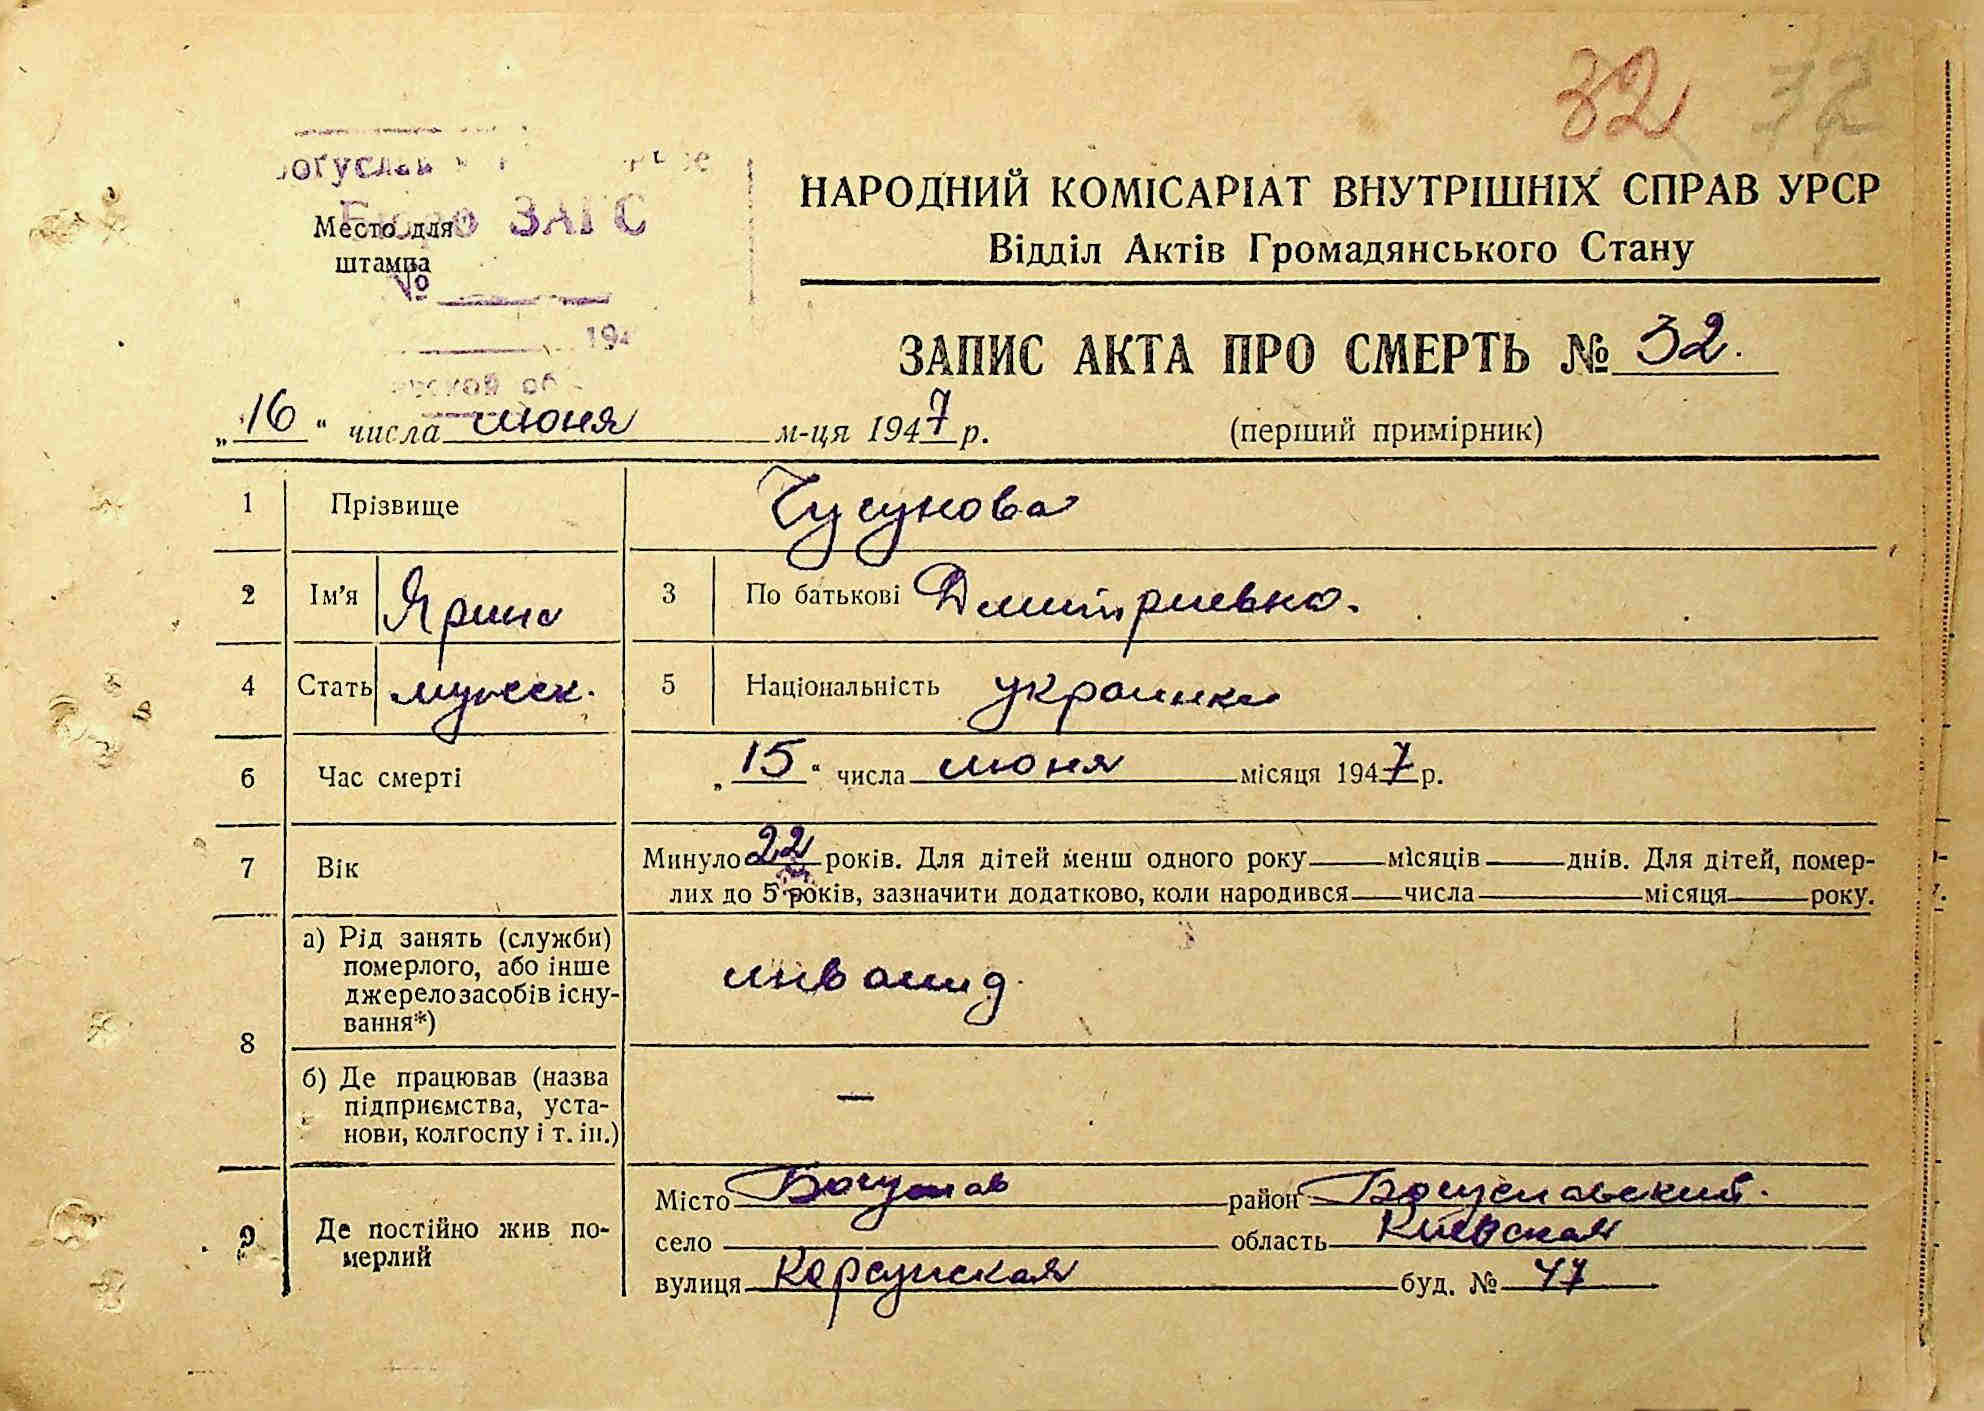 32 32
Бюро ЗАГС
Место для
штампа
№
194
НАРОДНИЙ КОМІСАРІАТ ВНУТРІШНІХ СПРАВ УРСР
Відділ Актів Громадянського Стану
ЗАПИС АКТА ПРО СМЕРТЬ № 32.
„16“ числа июня м-ця 1947 р. (перший примірник)
1 Прізвище Чусунова
2 Ім'я Ярина 3 По батькові Дмитриевна.
4 Стать мужск. 5 Національність украинка
6 Час смерті „15“ числа июня місяця 1947 р.
7 Вік Минуло 22 років. Для дітей менш одного року — місяців — днів. Для дітей, помер-
лих до 5 років, зазначити додатково, коли народився — числа — місяця — року.
8 а) Рід занять (служби)
померлого, або інше
джерело засобів існу-
вання*) инвалид.
б) Де працював (назва
підприємства, уста-
нови, колгоспу і т. ін.) —
9 Де постійно жив по-
мерлий
Місто Богуслав район Богуславский.
село область Киевская
вулиця Корсунская буд. № 47